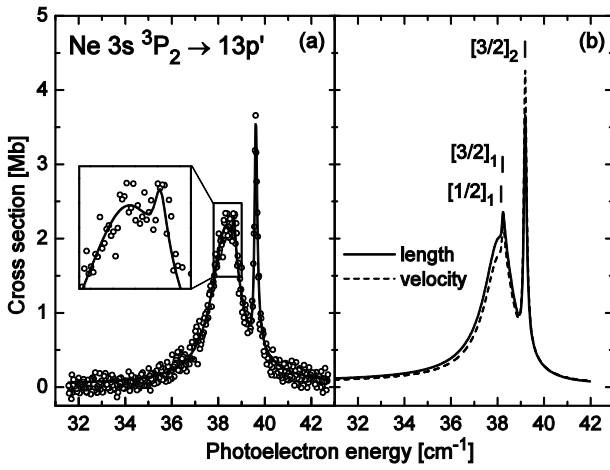 Ne 3s ³P₂ → 13p' (a)
(b)
[3/2]₂
[3/2]₁
[1/2]₁
length
velocity
Cross section [Mb]
5
4
3
2
1
0
32 34 36 38 40 42
32 34 36 38 40 42
Photoelectron energy [cm⁻¹]